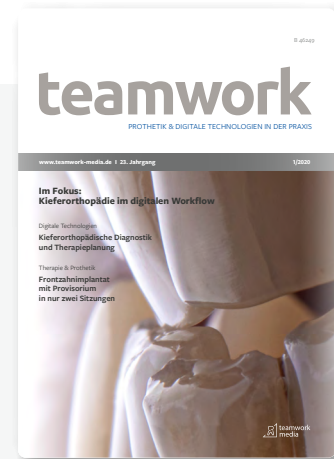 B 46249
teamwork
PROTHETIK & DIGITALE TECHNOLOGIEN IN DER PRAXIS
www.teamwork-media.de I 23. Jahrgang 1/2020
Im Fokus:
Kieferorthopädie im digitalen Workflow
Digitale Technologien
Kieferorthopädische Diagnostik
und Therapieplanung
Therapie & Prothetik
Frontzahnimplantat
mit Provisorium
in nur zwei Sitzungen
teamwork
media